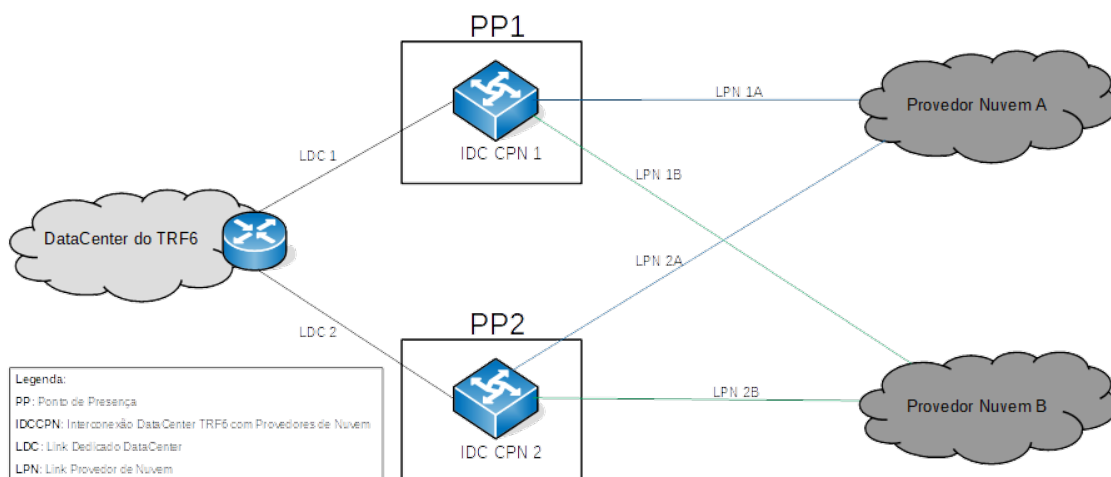 PP1
IDC CPN 1
LDC 1
LPN 1A
Provedor Nuvem A
LPN 1B
DataCenter do TRF6
LPN 2A
LDC 2
PP2
IDC CPN 2
LPN 2B
Provedor Nuvem B
Legenda:
PP: Ponto de Presença
IDCCPN: Interconexão DataCenter TRF6 com Provedores de Nuvem
LDC: Link Dedicado DataCenter
LPN: Link Provedor de Nuvem